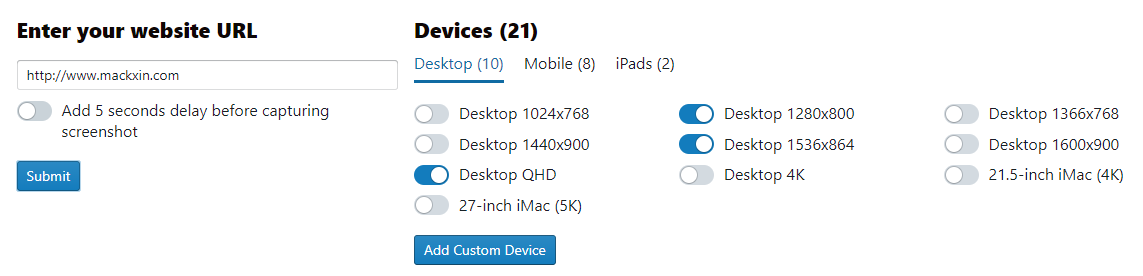 Enter your website URL
http://www.mackxin.com
Add 5 seconds delay before capturing
screenshot
Submit
Devices (21)
Desktop (10) Mobile (8) iPads (2)
Desktop 1024x768 Desktop 1280x800 Desktop 1366x768
Desktop 1440x900 Desktop 1536x864 Desktop 1600x900
Desktop QHD Desktop 4K 21.5-inch iMac (4K)
27-inch iMac (5K)
Add Custom Device